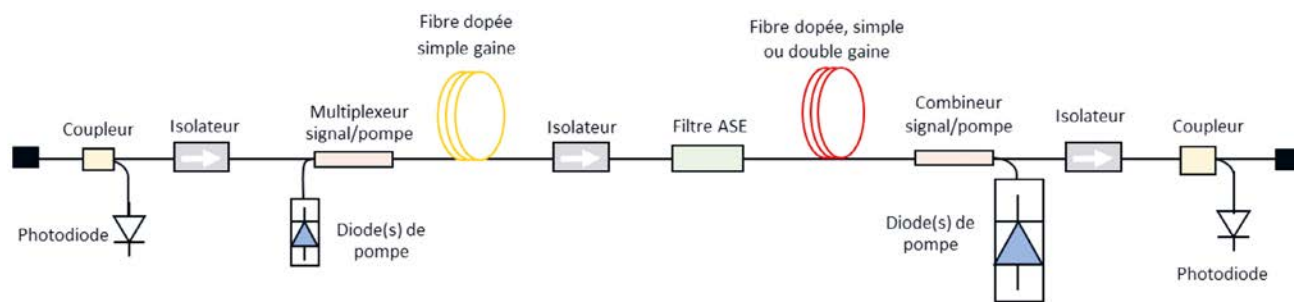 Fibre dopée
simple gaine
Fibre dopée, simple
ou double gaine
Coupleur
Isolateur
Multiplexeur
signal/pompe
Isolateur
Filtre ASE
Combineur
signal/pompe
Isolateur
Coupleur
Photodiode
Diode(s) de
pompe
Diode(s) de
pompe
Photodiode